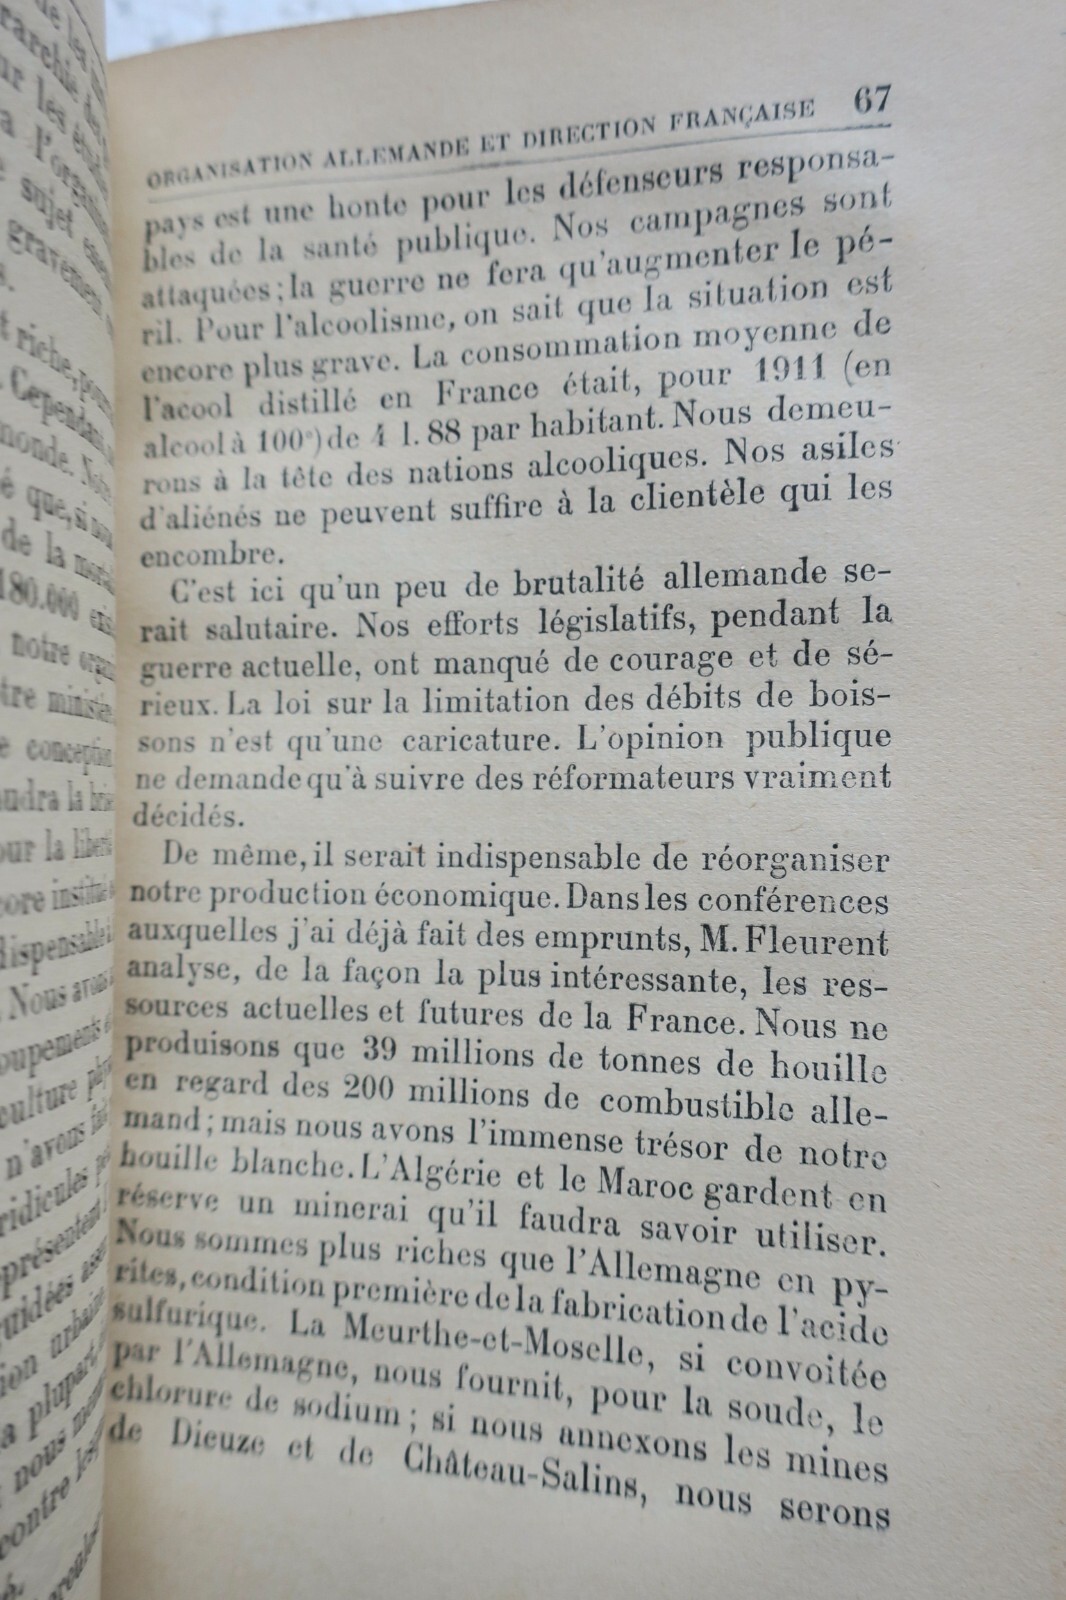 ORGANISATION ALLEMANDE ET DIRECTION FRANÇAISE 67
pays est une honte pour les défenseurs responsa-
bles de la santé publique. Nos campagnes sont
attaquées; la guerre ne fera qu'augmenter le pé-
ril. Pour l'alcoolisme, on sait que la situation est
encore plus grave. La consommation moyenne de
l'acool distillé en France était, pour 1911 (en
alcool à 100°) de 4 l. 88 par habitant. Nous demeu-
rons à la tête des nations alcooliques. Nos asiles
d'aliénés ne peuvent suffire à la clientèle qui les
encombre.
C'est ici qu'un peu de brutalité allemande se-
rait salutaire. Nos efforts législatifs, pendant la
guerre actuelle, ont manqué de courage et de sé-
rieux. La loi sur la limitation des débits de bois-
sons n'est qu'une caricature. L'opinion publique
ne demande qu'à suivre des réformateurs vraiment
décidés.
De même, il serait indispensable de réorganiser
notre production économique. Dans les conférences
auxquelles j'ai déjà fait des emprunts, M. Fleurent
analyse, de la façon la plus intéressante, les res-
sources actuelles et futures de la France. Nous ne
produisons que 39 millions de tonnes de houille
en regard des 200 millions de combustible alle-
mand; mais nous avons l'immense trésor de notre
houille blanche. L'Algérie et le Maroc gardent en
réserve un minerai qu'il faudra savoir utiliser.
Nous sommes plus riches que l'Allemagne en py-
rites, condition première de la fabrication de l'acide
sulfurique. La Meurthe-et-Moselle, si convoitée
par l'Allemagne, nous fournit, pour la soude, le
chlorure de sodium; si nous annexons les mines
de Dieuze et de Château-Salins, nous serons